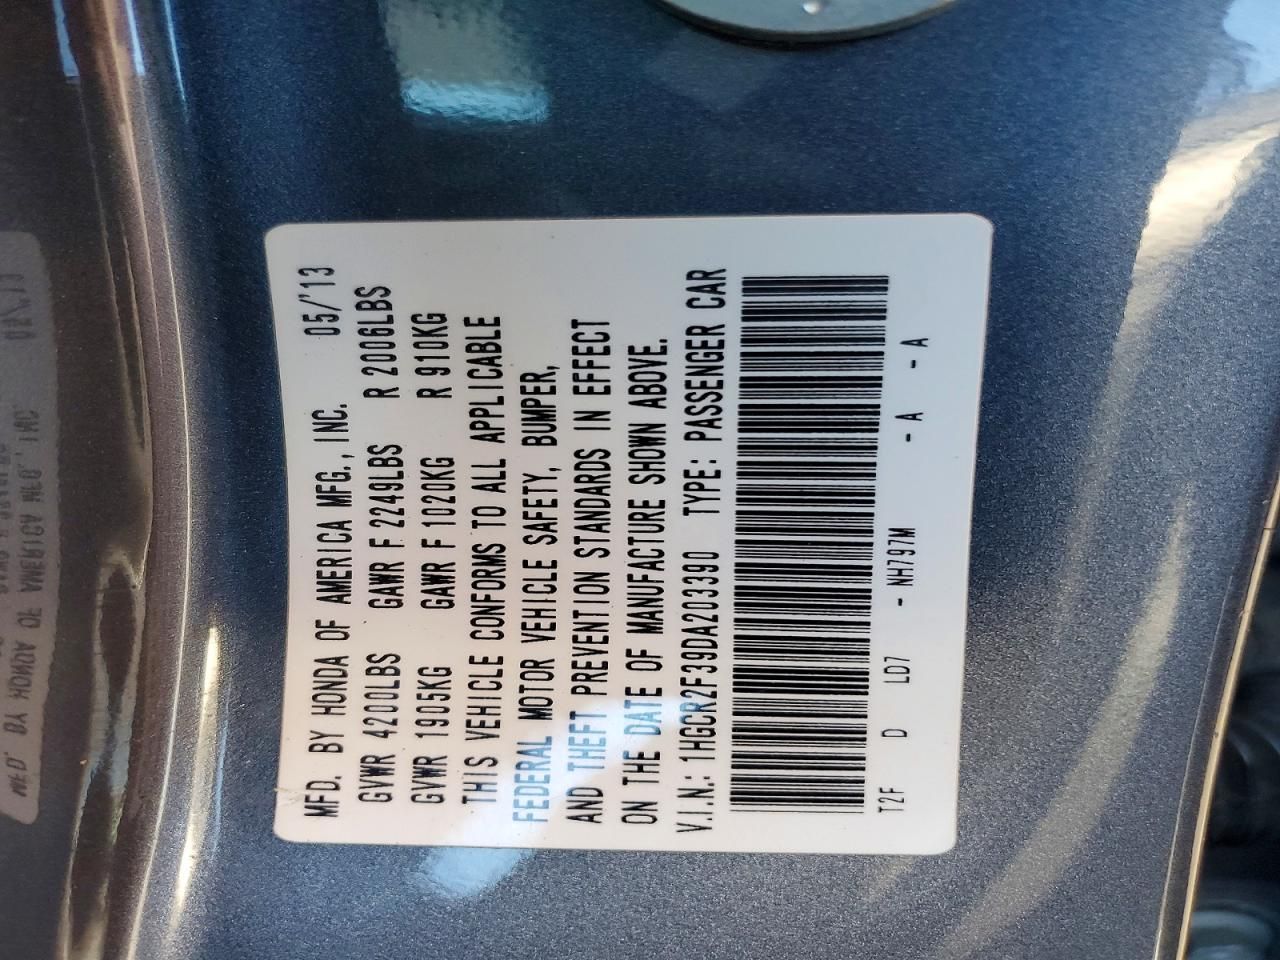 MFD. BY HONDA OF AMERICA MFG., INC. 05/'13
GVWR 4200LBS GAWR F 2249LBS R 2006LBS
GVWR 1905KG GAWR F 1020KG R 910KG
THIS VEHICLE CONFORMS TO ALL APPLICABLE
FEDERAL MOTOR VEHICLE SAFETY, BUMPER,
AND THEFT PREVENTION STANDARDS IN EFFECT
ON THE DATE OF MANUFACTURE SHOWN ABOVE.
V.I.N.: 1HGCR2F39DA203390 TYPE: PASSENGER CAR
T2F D LD7 - NH797M - A - A